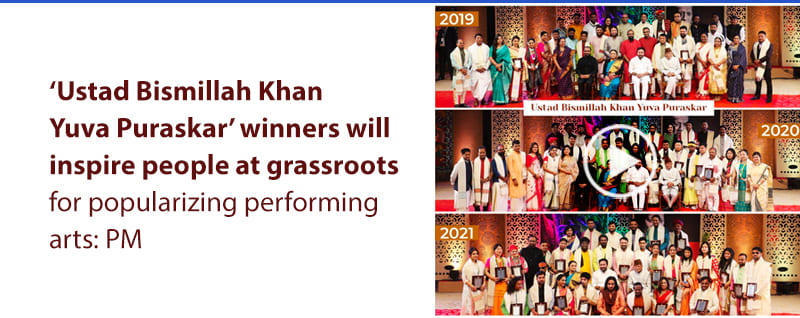 ‘Ustad Bismillah Khan
Yuva Puraskar’ winners will
inspire people at grassroots
for popularizing performing
arts: PM
2019
Ustad Bismillah Khan Yuva Puraskar
2020
2021